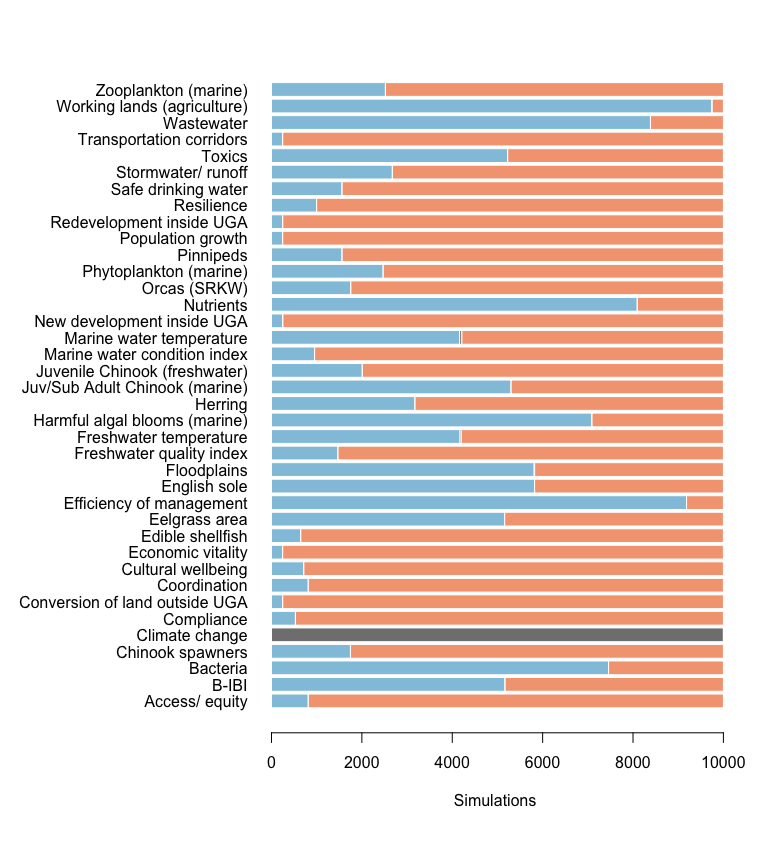 Zooplankton (marine)
Working lands (agriculture)
Wastewater
Transportation corridors
Toxics
Stormwater/ runoff
Safe drinking water
Resilience
Redevelopment inside UGA
Population growth
Pinnipeds
Phytoplankton (marine)
Orcas (SRKW)
Nutrients
New development inside UGA
Marine water temperature
Marine water condition index
Juvenile Chinook (freshwater)
Juv/Sub Adult Chinook (marine)
Herring
Harmful algal blooms (marine)
Freshwater temperature
Freshwater quality index
Floodplains
English sole
Efficiency of management
Eelgrass area
Edible shellfish
Economic vitality
Cultural wellbeing
Coordination
Conversion of land outside UGA
Compliance
Climate change
Chinook spawners
Bacteria
B-IBI
Access/ equity
0 2000 4000 6000 8000 10000
Simulations